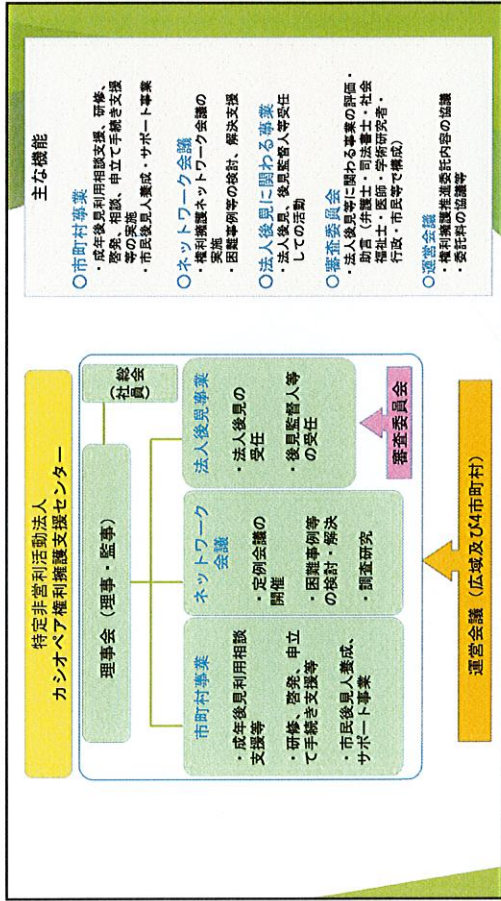 特定非営利活動法人
カシオペア権利擁護支援センター
理事会（理事・監事）
総会
（社員）
市町村事業
・成年後見利用相談
支援等
・研修、啓発、申立
て手続き支援等
・市民後見人養成、
サポート事業
ネットワーク
会議
・定例会議の
開催
・困難事例等
の検討・解決
・調査研究
法人後見事業
・法人後見の
受任
・後見監督人等
の受任
審査委員会
運営会議（広域及び4市町村）
主な機能
○市町村事業
・成年後見利用相談支援、研修、
啓発、相談、申立て手続き支援
等の実施
・市民後見人養成・サポート事業
○ネットワーク会議
・権利擁護ネットワーク会議の
実施
・困難事例等の検討、解決支援
○法人後見に関わる事業
・法人後見、後見監督人等受任
しての活動
○審査委員会
・法人後見等に関わる事業の評価・
助言（弁護士・司法書士・社会
福祉士・医師・学術研究者・
行政・市民等で構成）
○運営会議
・権利擁護推進委託内容の協議
・委託料の協議等